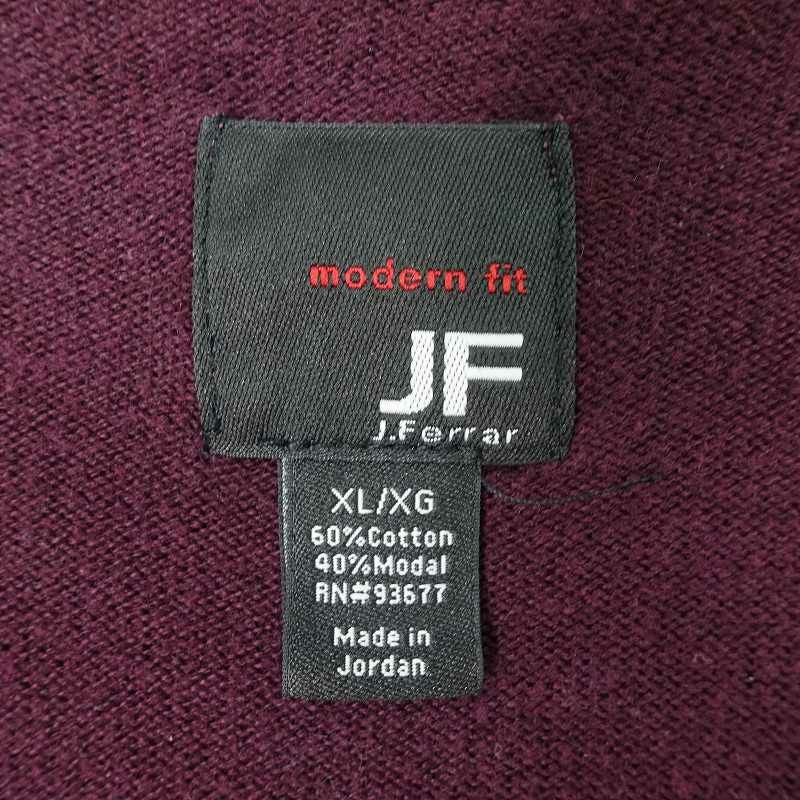 modern fit
JF
J.Ferrar
XL/XG
60%Cotton
40%Modal
RN#93677
Made in
Jordan